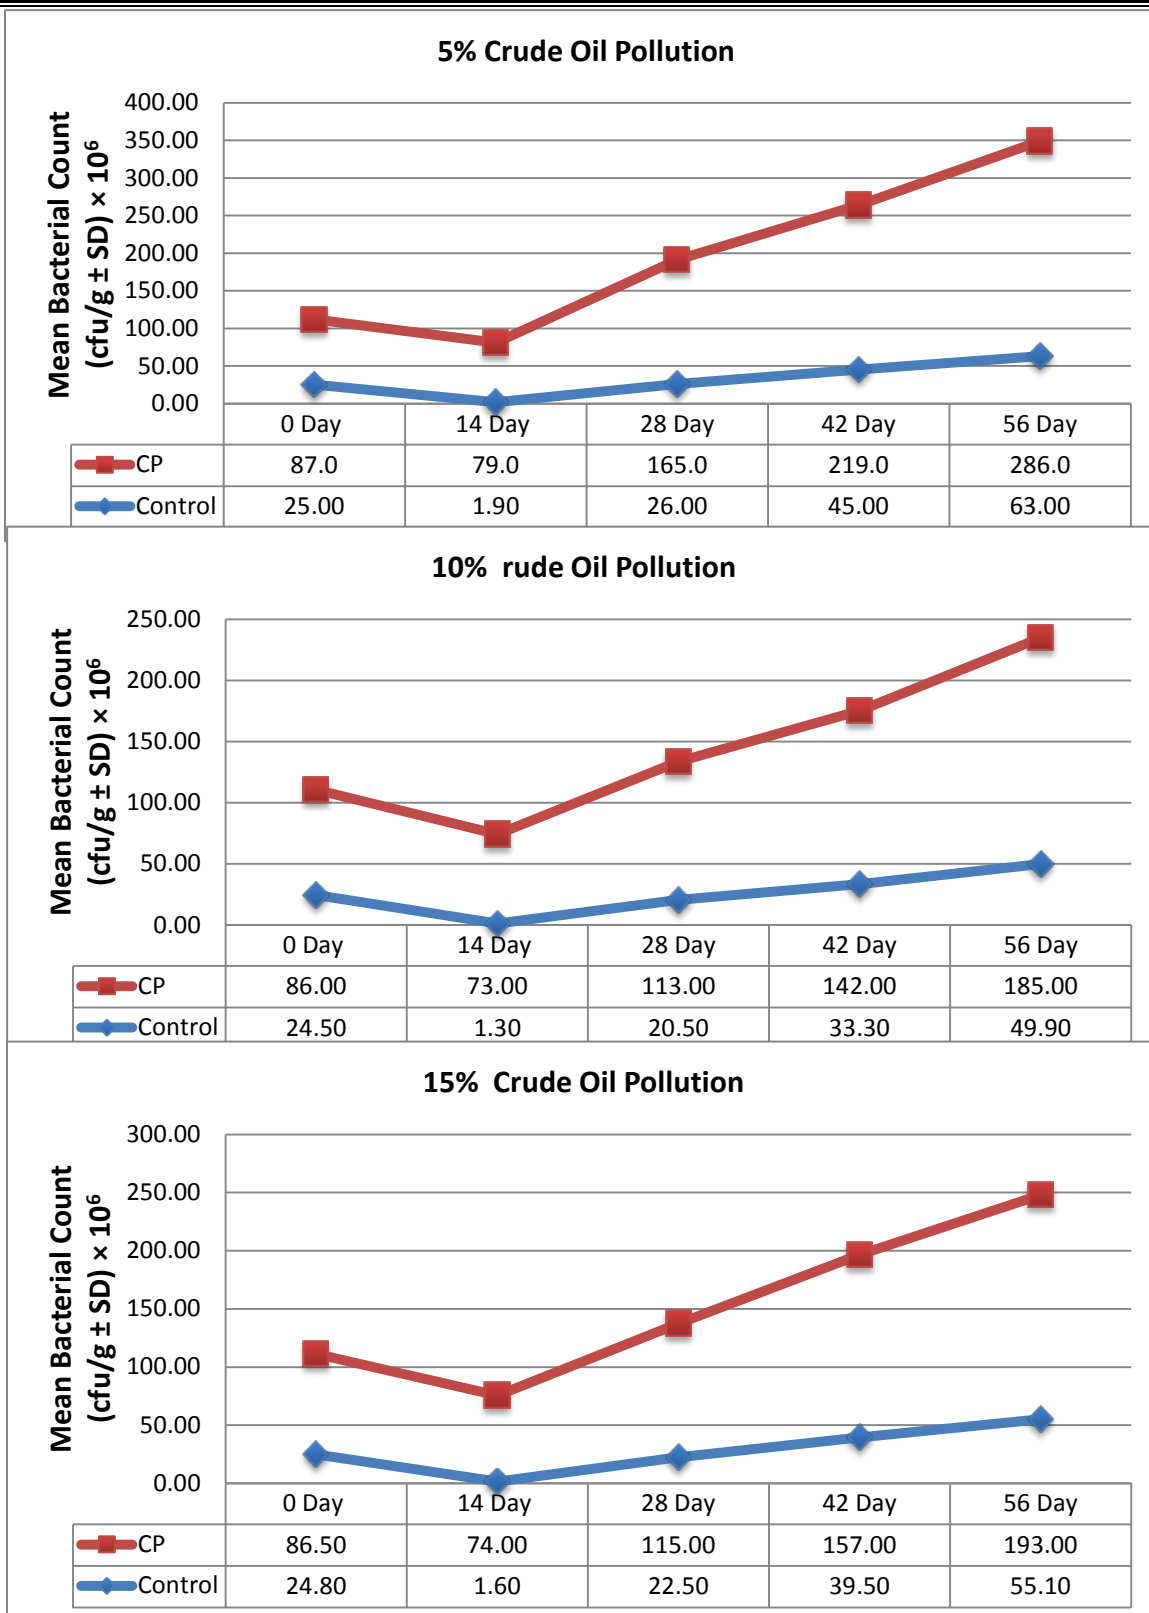 5% Crude Oil Pollution
Mean Bacterial Count
(cfu/g ± SD) × 10⁶
400.00
350.00
300.00
250.00
200.00
150.00
100.00
50.00
0.00
0 Day 14 Day 28 Day 42 Day 56 Day
CP 87.0 79.0 165.0 219.0 286.0
Control 25.00 1.90 26.00 45.00 63.00
10% rude Oil Pollution
Mean Bacterial Count
(cfu/g ± SD) × 10⁶
250.00
200.00
150.00
100.00
50.00
0.00
0 Day 14 Day 28 Day 42 Day 56 Day
CP 86.00 73.00 113.00 142.00 185.00
Control 24.50 1.30 20.50 33.30 49.90
15% Crude Oil Pollution
Mean Bacterial Count
(cfu/g ± SD) × 10⁶
300.00
250.00
200.00
150.00
100.00
50.00
0.00
0 Day 14 Day 28 Day 42 Day 56 Day
CP 86.50 74.00 115.00 157.00 193.00
Control 24.80 1.60 22.50 39.50 55.10